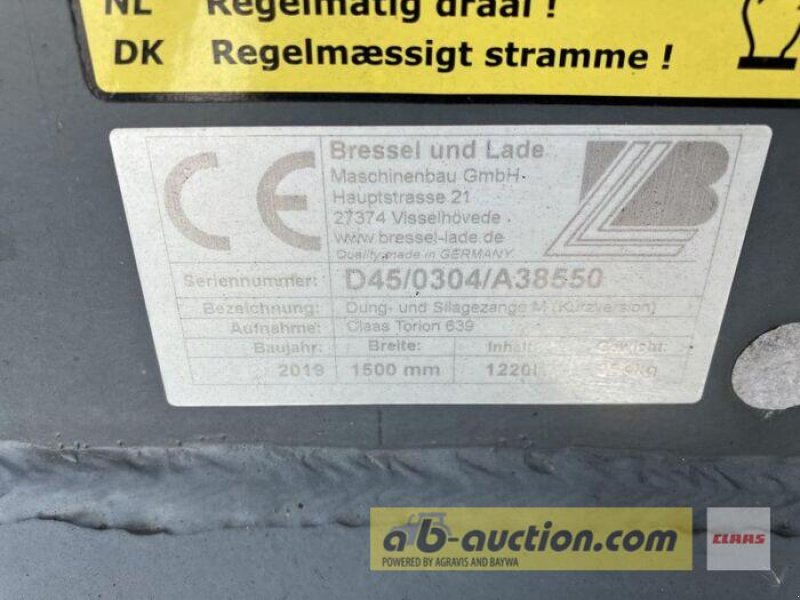 NL Regelmatig draai !
DK Regelmæssigt stramme !
CE
Bressel und Lade
Maschinenbau GmbH
Hauptstrasse 21
27374 Visselhövede
www.bressel-lade.de
Quality made in GERMANY
Seriennummer: D45/0304/A38550
Bezeichnung: Dung- und Silagezange M (Kurzversion)
Aufnahme: Claas Torion 639
Baujahr: Breite: Inhalt: Gewicht:
2019 1500 mm 1220l kg
ab-auction.com
POWERED BY AGRAVIS AND BAYWA
CLAAS